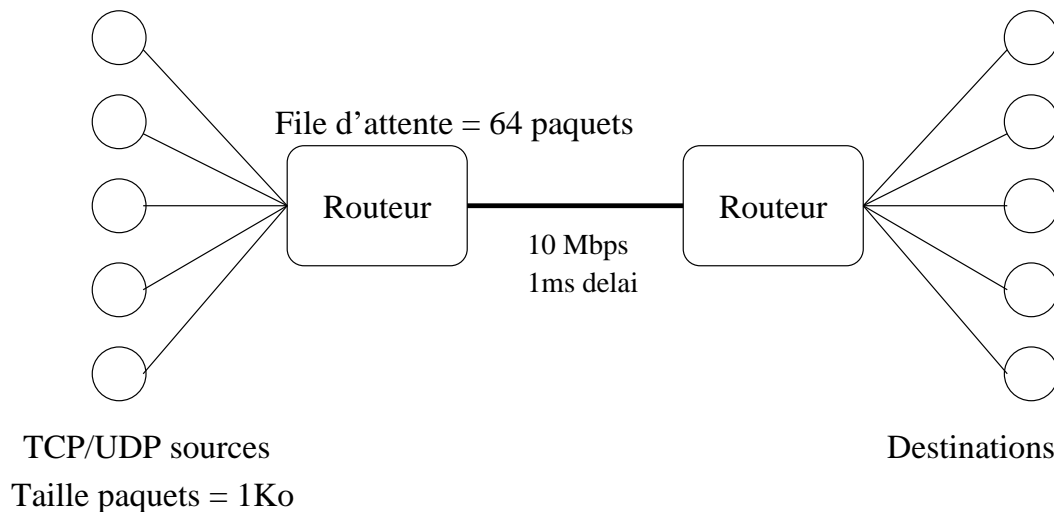 File d'attente = 64 paquets
Routeur
Routeur
10 Mbps
1ms delai
TCP/UDP sources
Destinations
Taille paquets = 1Ko